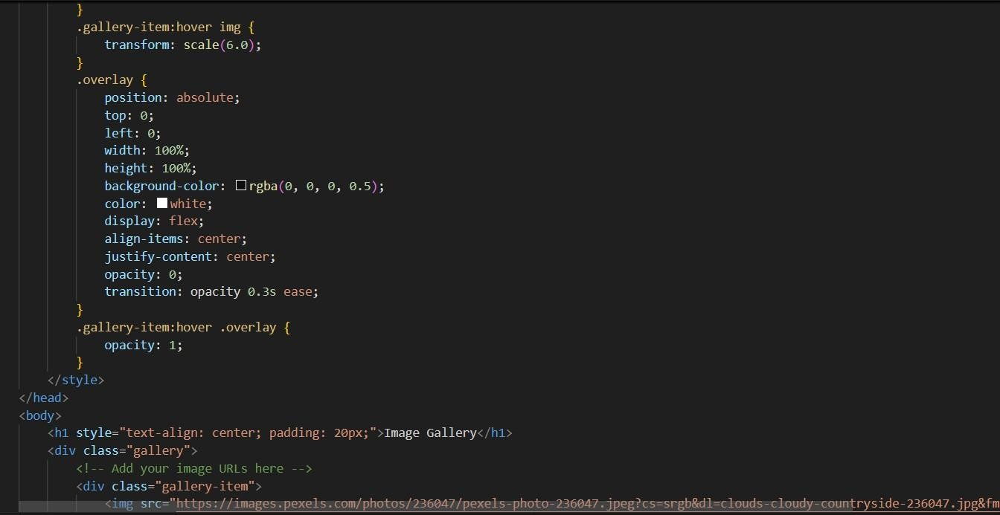 }
.gallery-item:hover img {
transform: scale(6.0);
}
.overlay {
position: absolute;
top: 0;
left: 0;
width: 100%;
height: 100%;
background-color: rgba(0, 0, 0, 0.5);
color: white;
display: flex;
align-items: center;
justify-content: center;
opacity: 0;
transition: opacity 0.3s ease;
}
.gallery-item:hover .overlay {
opacity: 1;
}
</style>
</head>
<body>
<h1 style="text-align: center; padding: 20px;">Image Gallery</h1>
<div class="gallery">
<!-- Add your image URLs here -->
<div class="gallery-item">
<img src="https://images.pexels.com/photos/236047/pexels-photo-236047.jpeg?cs=srgb&dl=clouds-cloudy-countryside-236047.jpg&fm